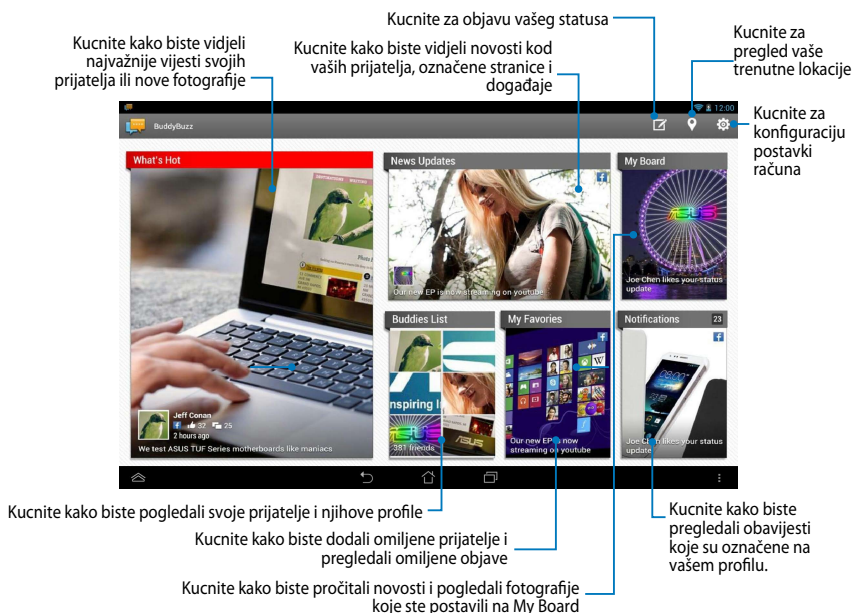 Kucnite za objavu vašeg statusa
Kucnite kako biste vidjeli
najvažnije vijesti svojih
prijatelja ili nove fotografije
Kucnite kako biste vidjeli novosti kod
vaših prijatelja, označene stranice i
događaje
Kucnite za
pregled vaše
trenutne lokacije
Kucnite za
konfiguraciju
postavki
računa
12:00
BuddyBuzz
What's Hot
News Updates
My Board
ASUS
Joe Chen likes your status
update
Our new EP is now streaming on youtube
Buddies List
My Favories
Notifications
23
nspiring In
ASUS
381 friends
W
Our new EP is now
streaming on youtube
08:00
Joe Chen likes your status
update
Jeff Conan
32 25
2 hours ago
We test ASUS TUF Series motherboards like maniacs
Kucnite kako biste pogledali svoje prijatelje i njihove profile
Kucnite kako biste dodali omiljene prijatelje i
pregledali omiljene objave
Kucnite kako biste pročitali novosti i pogledali fotografije
koje ste postavili na My Board
Kucnite kako biste
pregledali obavijesti
koje su označene na
vašem profilu.